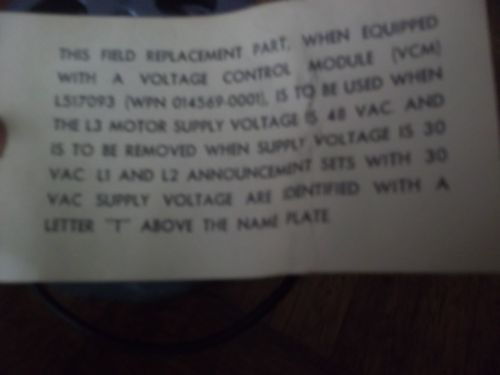 THIS FIELD REPLACEMENT PART, WHEN EQUIPPED
WITH A VOLTAGE CONTROL MODULE (VCM)
L517093 (WPN 014569-0001), IS TO BE USED WHEN
THE L3 MOTOR SUPPLY VOLTAGE IS 48 VAC. AND
IS TO BE REMOVED WHEN SUPPLY VOLTAGE IS 30
VAC L1 AND L2 ANNOUNCEMENT SETS WITH 30
VAC SUPPLY VOLTAGE ARE IDENTIFIED WITH A
LETTER "T" ABOVE THE NAME PLATE